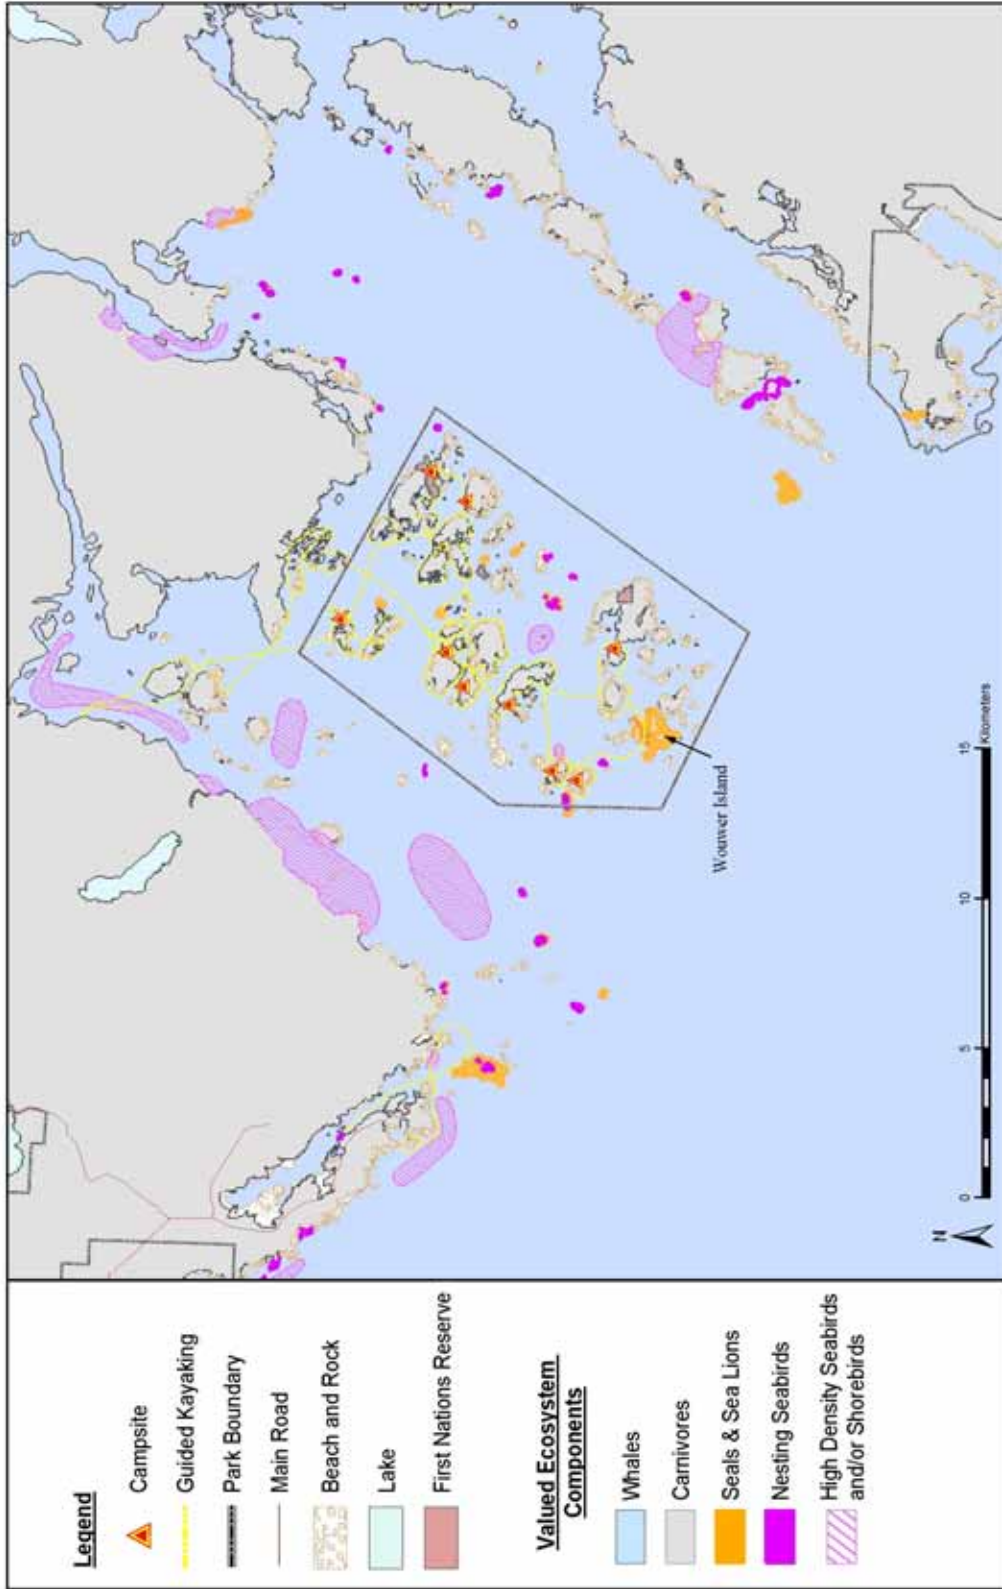 Legend
Campsite
Guided Kayaking
Park Boundary
Main Road
Beach and Rock
Lake
First Nations Reserve
Valued Ecosystem
Components
Whales
Carnivores
Seals & Sea Lions
Nesting Seabirds
High Density Seabirds
and/or Shorebirds
Wouwer Island
N
0
5
10
15
Kilometers